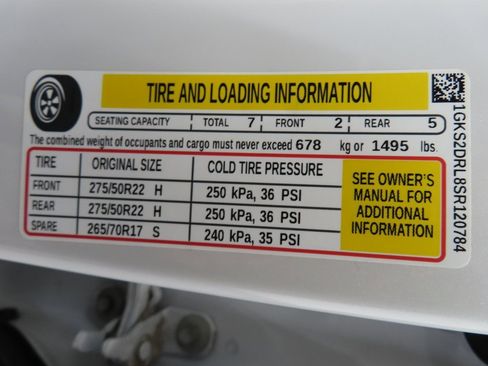 TIRE AND LOADING INFORMATION
SEATING CAPACITY TOTAL 7 FRONT 2 REAR 5
The combined weight of occupants and cargo must never exceed 678 kg or 1495 lbs.
TIRE ORIGINAL SIZE COLD TIRE PRESSURE
FRONT 275/50R22 H 250 kPa, 36 PSI
REAR 275/50R22 H 250 kPa, 36 PSI
SPARE 265/70R17 S 240 kPa, 35 PSI
SEE OWNER'S
MANUAL FOR
ADDITIONAL
INFORMATION
1GKS2DRL3SR120784